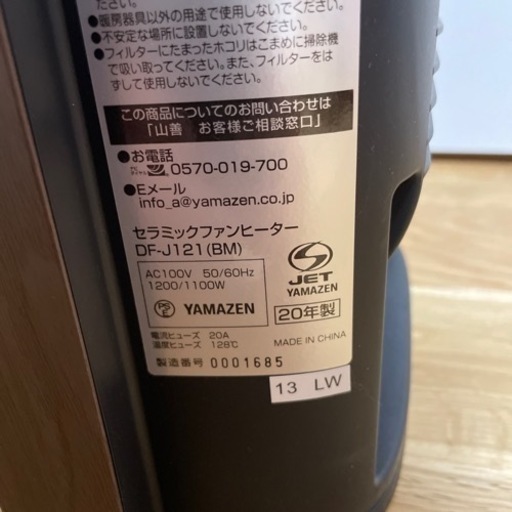 ださい。
●暖房器具以外の用途で使用しないでください。
●不安定な場所に設置しないでください。
●フィルターにたまったホコリはこまめに掃除機
で吸い取ってください。また、フィルターをは
ずして使用しないでください。
この商品についてのお問い合わせは
「山善 お客様ご相談窓口」
●お電話
0570-019-700
●Eメール
info_a@yamazen.co.jp
セラミックファンヒーター
DF-J121(BM)
AC100V 50/60Hz
1200/1100W
PS E YAMAZEN
JET
YAMAZEN
20年製
電流ヒューズ 20A
温度ヒューズ 128℃
MADE IN CHINA
製造番号 0001685
13 LW